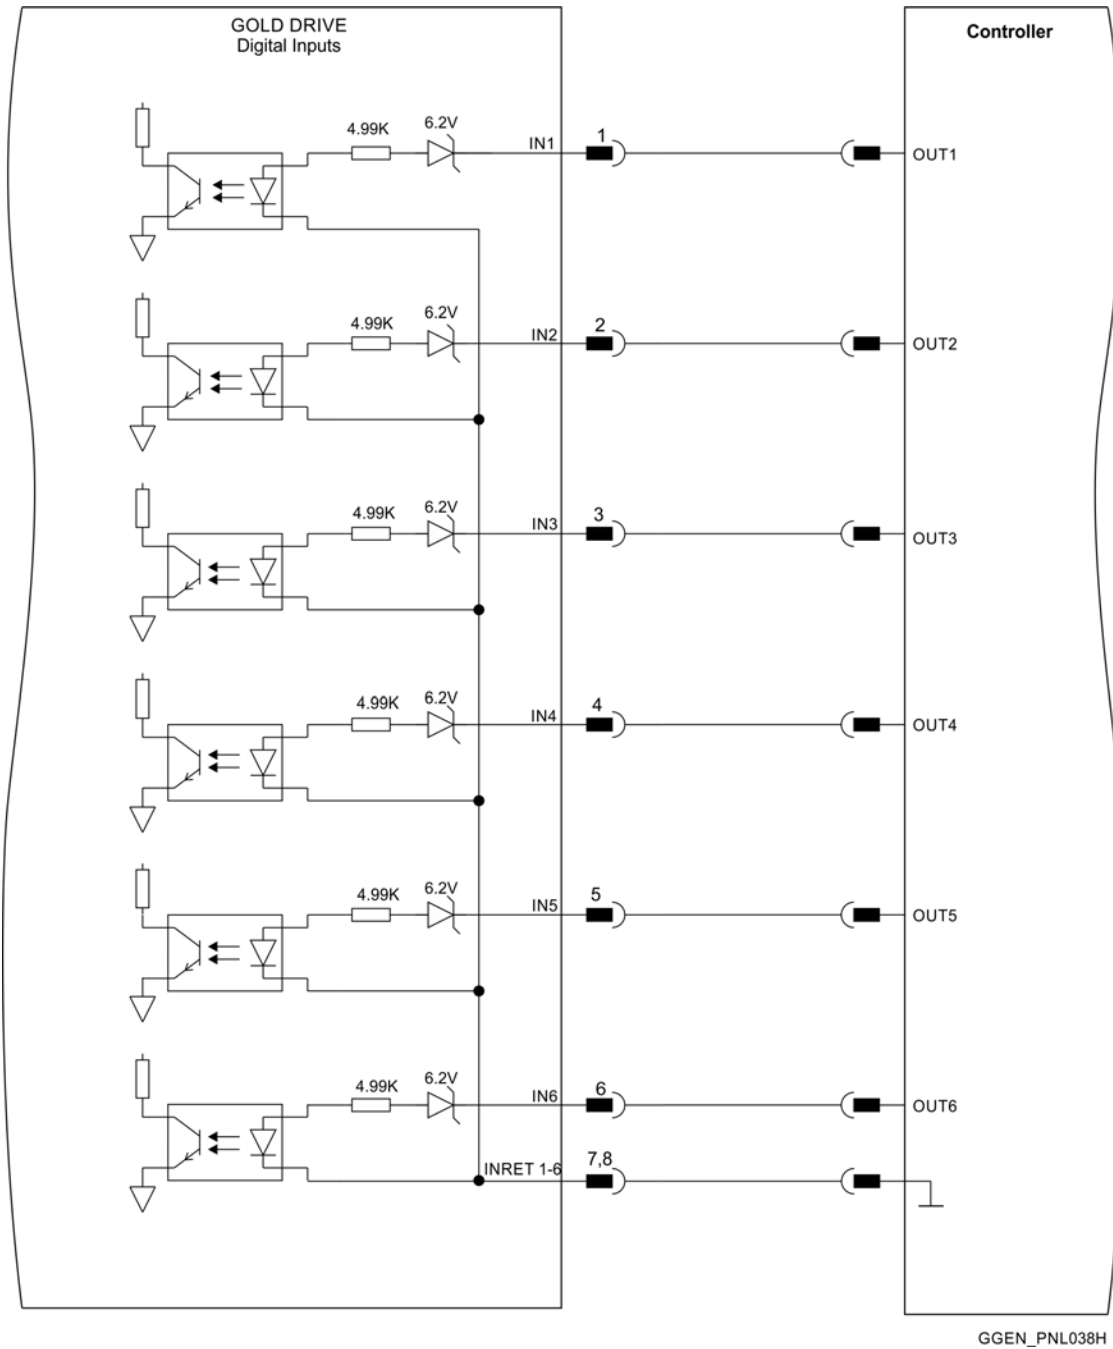 GOLD DRIVE
Digital Inputs
Controller
4.99K
6.2V
IN1
1
OUT1
4.99K
6.2V
IN2
2
OUT2
4.99K
6.2V
IN3
3
OUT3
4.99K
6.2V
IN4
4
OUT4
4.99K
6.2V
IN5
5
OUT5
4.99K
6.2V
IN6
6
OUT6
INRET 1-6
7,8
GGEN_PNL038H